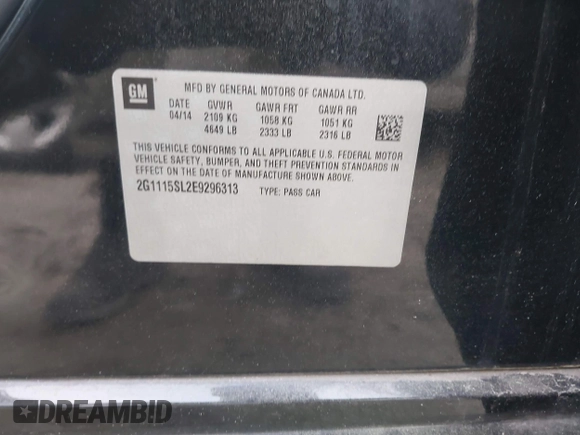 GM
MFD BY GENERAL MOTORS OF CANADA LTD.
DATE GVWR GAWR FRT GAWR RR
04/14 2109 KG 1058 KG 1051 KG
4649 LB 2333 LB 2316 LB
THIS VEHICLE CONFORMS TO ALL APPLICABLE U.S. FEDERAL MOTOR
VEHICLE SAFETY, BUMPER, AND THEFT PREVENTION STANDARDS IN
EFFECT ON THE DATE OF MANUFACTURE SHOWN ABOVE.
2G1115SL2E9296313 TYPE: PASS CAR
DREAMBID